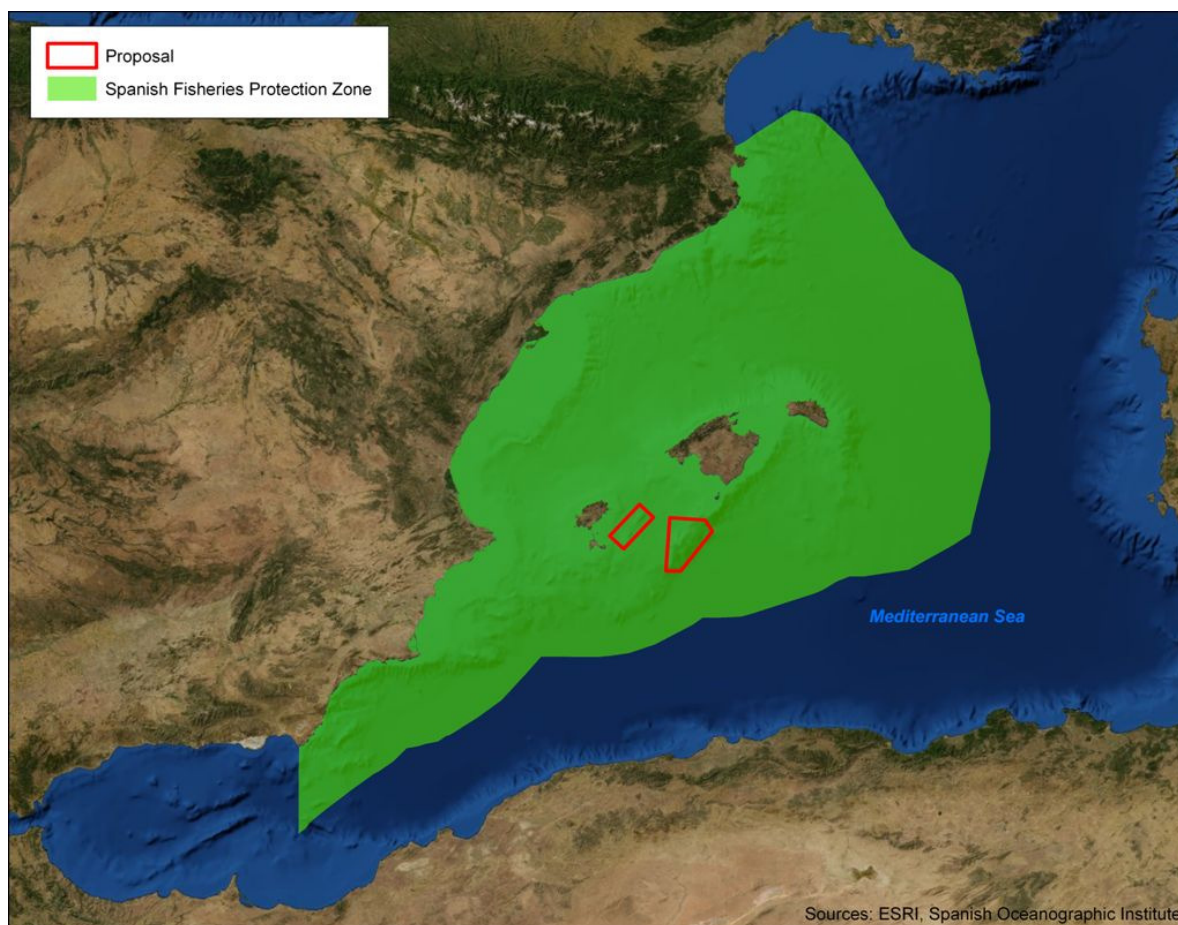 Proposal
Spanish Fisheries Protection Zone
Mediterranean Sea
Sources: ESRI, Spanish Oceanographic Institute